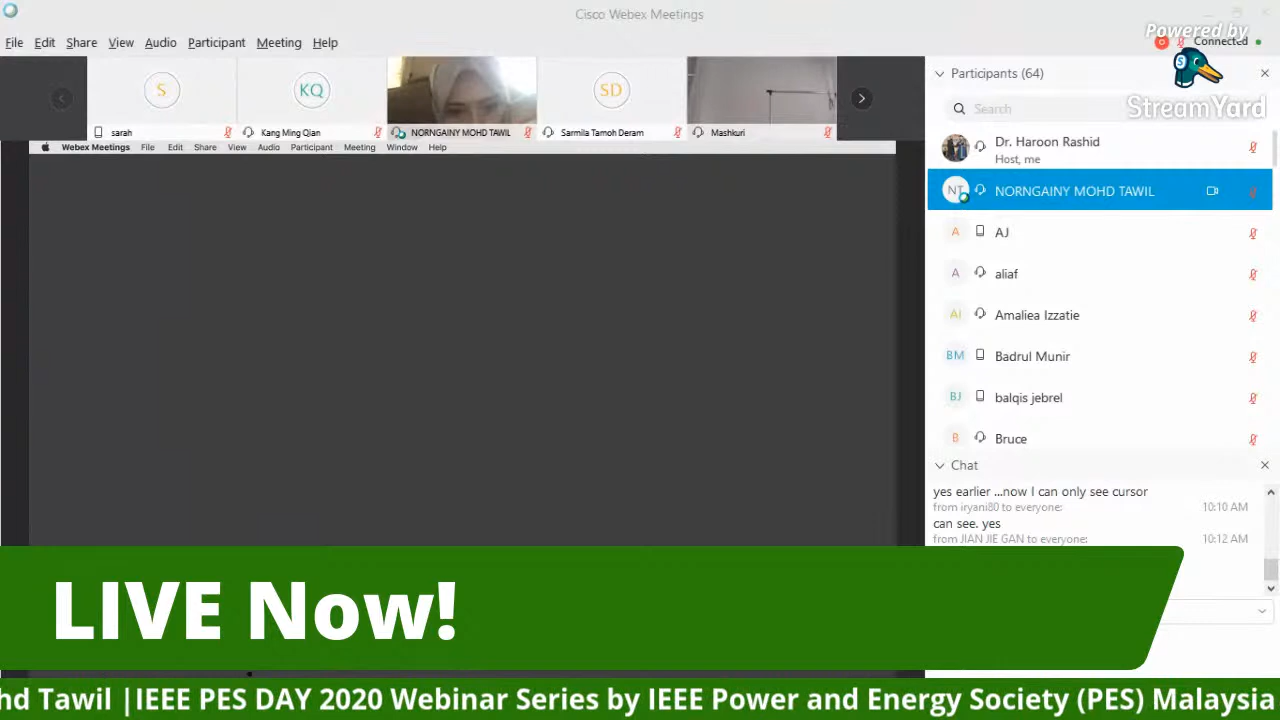 Cisco Webex Meetings
Powered by
File Edit Share View Audio Participant Meeting Help
Connected
S
KQ
SD
StreamYard
sarah
Kang Ming Qian
NORNGAINY MOHD TAWIL
Sarmila Tamoh Deram
Mashkuri
Webex Meetings File Edit Share View Audio Participant Meeting Window Help
Participants (64)
Search
Dr. Haroon Rashid
Host, me
NT NORNGAINY MOHD TAWIL
A AJ
A aliaf
AI Amaliea Izzatie
BM Badrul Munir
BJ balqis jebrel
B Bruce
Chat
yes earlier ...now I can only see cursor
from iryani80 to everyone: 10:10 AM
can see. yes
from JIAN JIE GAN to everyone: 10:12 AM
LIVE Now!
hd Tawil |IEEE PES DAY 2020 Webinar Series by IEEE Power and Energy Society (PES) Malaysia